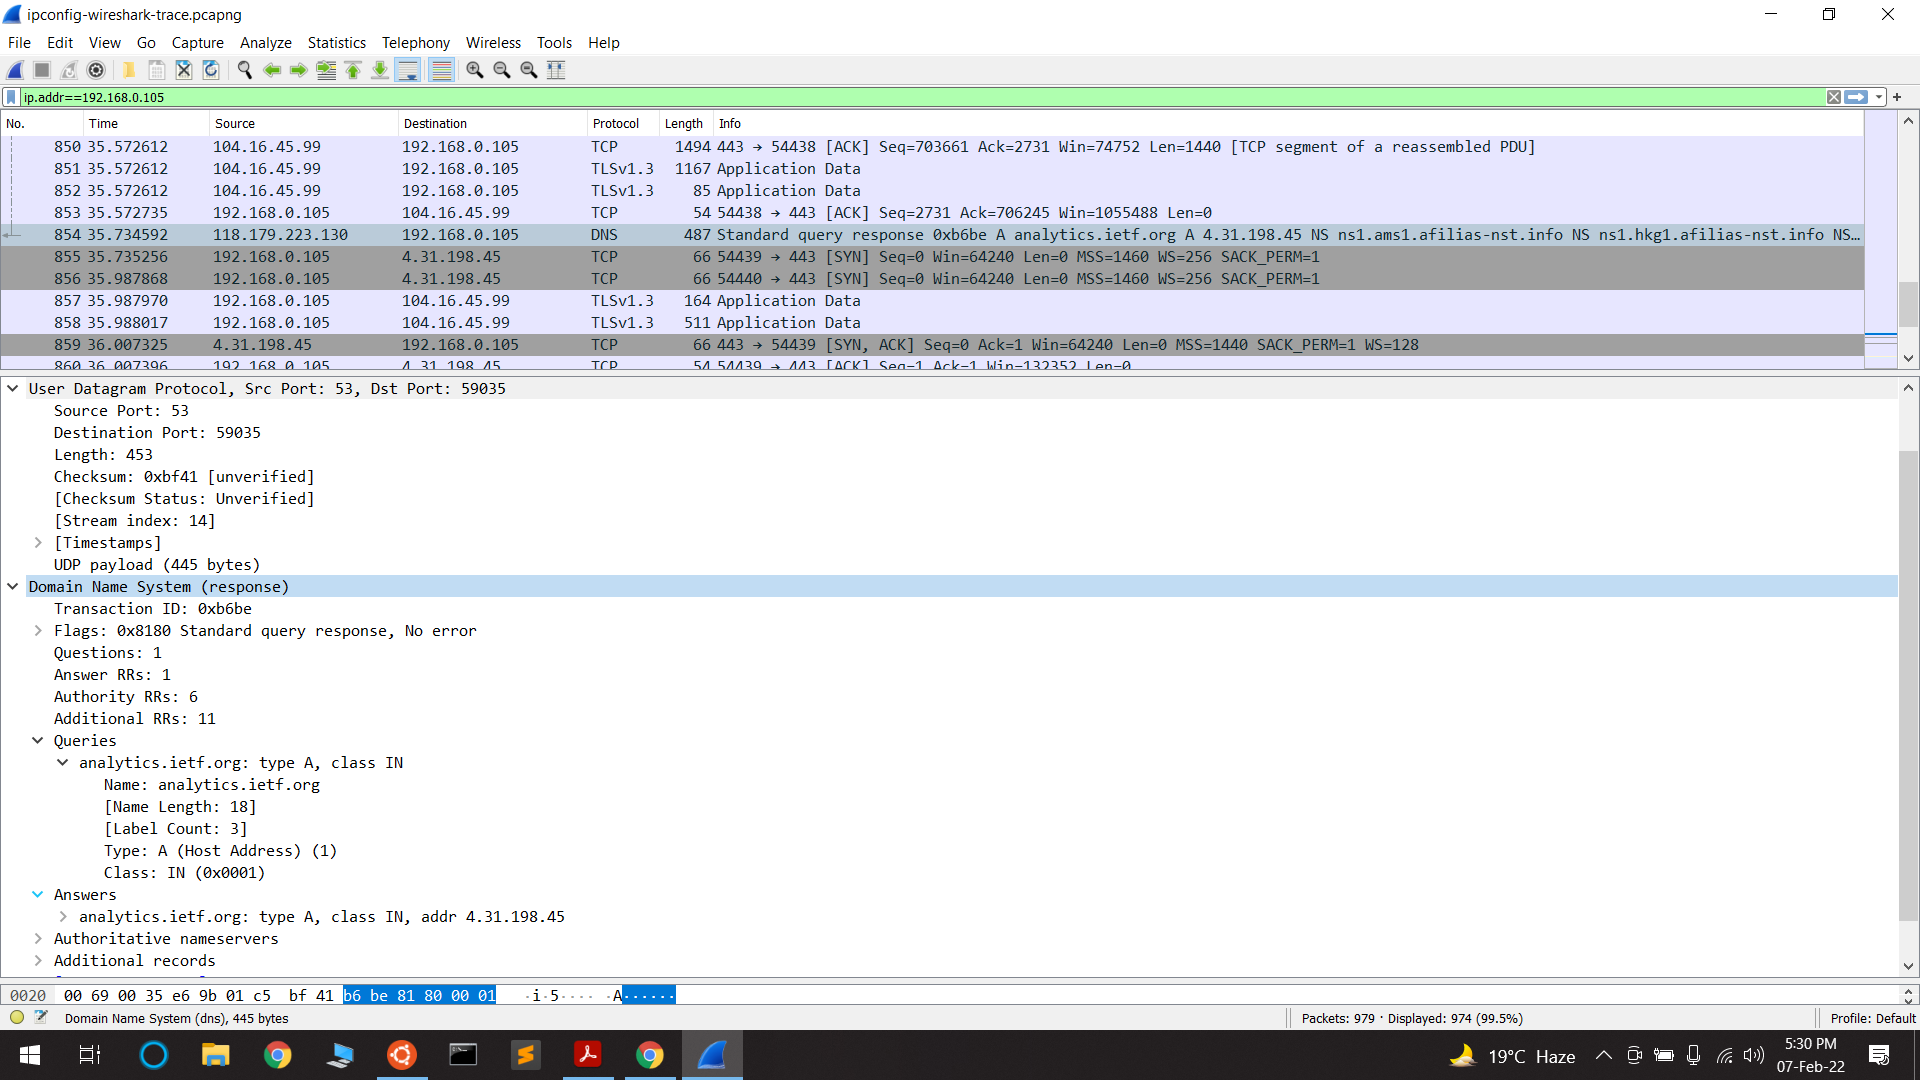 ipconfig-wireshark-trace.pcapng
File Edit View Go Capture Analyze Statistics Telephony Wireless Tools Help
ip.addr==192.168.0.105
No. Time Source Destination Protocol Length Info
850 35.572612 104.16.45.99 192.168.0.105 TCP 1494 443 → 54438 [ACK] Seq=703661 Ack=2731 Win=74752 Len=1440 [TCP segment of a reassembled PDU]
851 35.572612 104.16.45.99 192.168.0.105 TLSv1.3 1167 Application Data
852 35.572612 104.16.45.99 192.168.0.105 TLSv1.3 85 Application Data
853 35.572735 192.168.0.105 104.16.45.99 TCP 54 54438 → 443 [ACK] Seq=2731 Ack=706245 Win=1055488 Len=0
854 35.734592 118.179.223.130 192.168.0.105 DNS 487 Standard query response 0xb6be A analytics.ietf.org A 4.31.198.45 NS ns1.ams1.afilias-nst.info NS ns1.hkg1.afilias-nst.info NS…
855 35.735256 192.168.0.105 4.31.198.45 TCP 66 54439 → 443 [SYN] Seq=0 Win=64240 Len=0 MSS=1460 WS=256 SACK_PERM=1
856 35.987868 192.168.0.105 4.31.198.45 TCP 66 54440 → 443 [SYN] Seq=0 Win=64240 Len=0 MSS=1460 WS=256 SACK_PERM=1
857 35.987970 192.168.0.105 104.16.45.99 TLSv1.3 164 Application Data
858 35.988017 192.168.0.105 104.16.45.99 TLSv1.3 511 Application Data
859 36.007325 4.31.198.45 192.168.0.105 TCP 66 443 → 54439 [SYN, ACK] Seq=0 Ack=1 Win=64240 Len=0 MSS=1440 SACK_PERM=1 WS=128
860 36.007396 192.168.0.105 4.31.198.45 TCP 54 54439 → 443 [ACK] Seq=1 Ack=1 Win=132352 Len=0
User Datagram Protocol, Src Port: 53, Dst Port: 59035
Source Port: 53
Destination Port: 59035
Length: 453
Checksum: 0xbf41 [unverified]
[Checksum Status: Unverified]
[Stream index: 14]
[Timestamps]
UDP payload (445 bytes)
Domain Name System (response)
Transaction ID: 0xb6be
Flags: 0x8180 Standard query response, No error
Questions: 1
Answer RRs: 1
Authority RRs: 6
Additional RRs: 11
Queries
analytics.ietf.org: type A, class IN
Name: analytics.ietf.org
[Name Length: 18]
[Label Count: 3]
Type: A (Host Address) (1)
Class: IN (0x0001)
Answers
analytics.ietf.org: type A, class IN, addr 4.31.198.45
Authoritative nameservers
Additional records
0020 00 69 00 35 e6 9b 01 c5 bf 41 b6 be 81 80 00 01 ·i·5···· ·A······
Domain Name System (dns), 445 bytes
Packets: 979 · Displayed: 974 (99.5%)
Profile: Default
19°C Haze
5:30 PM
07-Feb-22